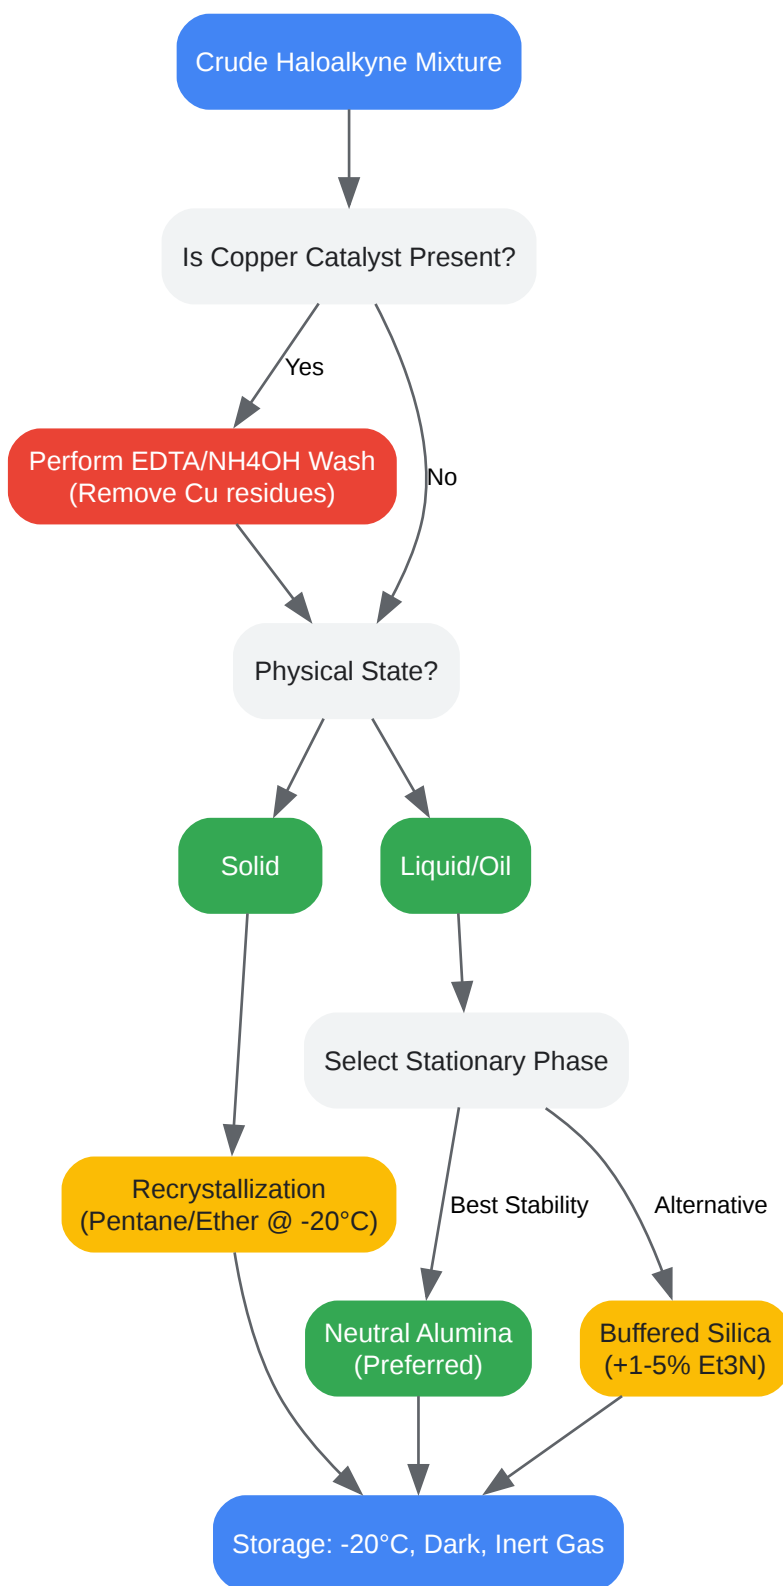 Crude Haloalkyne Mixture
Is Copper Catalyst Present?
Yes
Perform EDTA/NH4OH Wash
(Remove Cu residues)
No
Physical State?
Solid
Liquid/Oil
Select Stationary Phase
Recrystallization
(Pentane/Ether @ -20°C)
Best Stability
Alternative
Neutral Alumina
(Preferred)
Buffered Silica
(+1-5% Et3N)
Storage: -20°C, Dark, Inert Gas